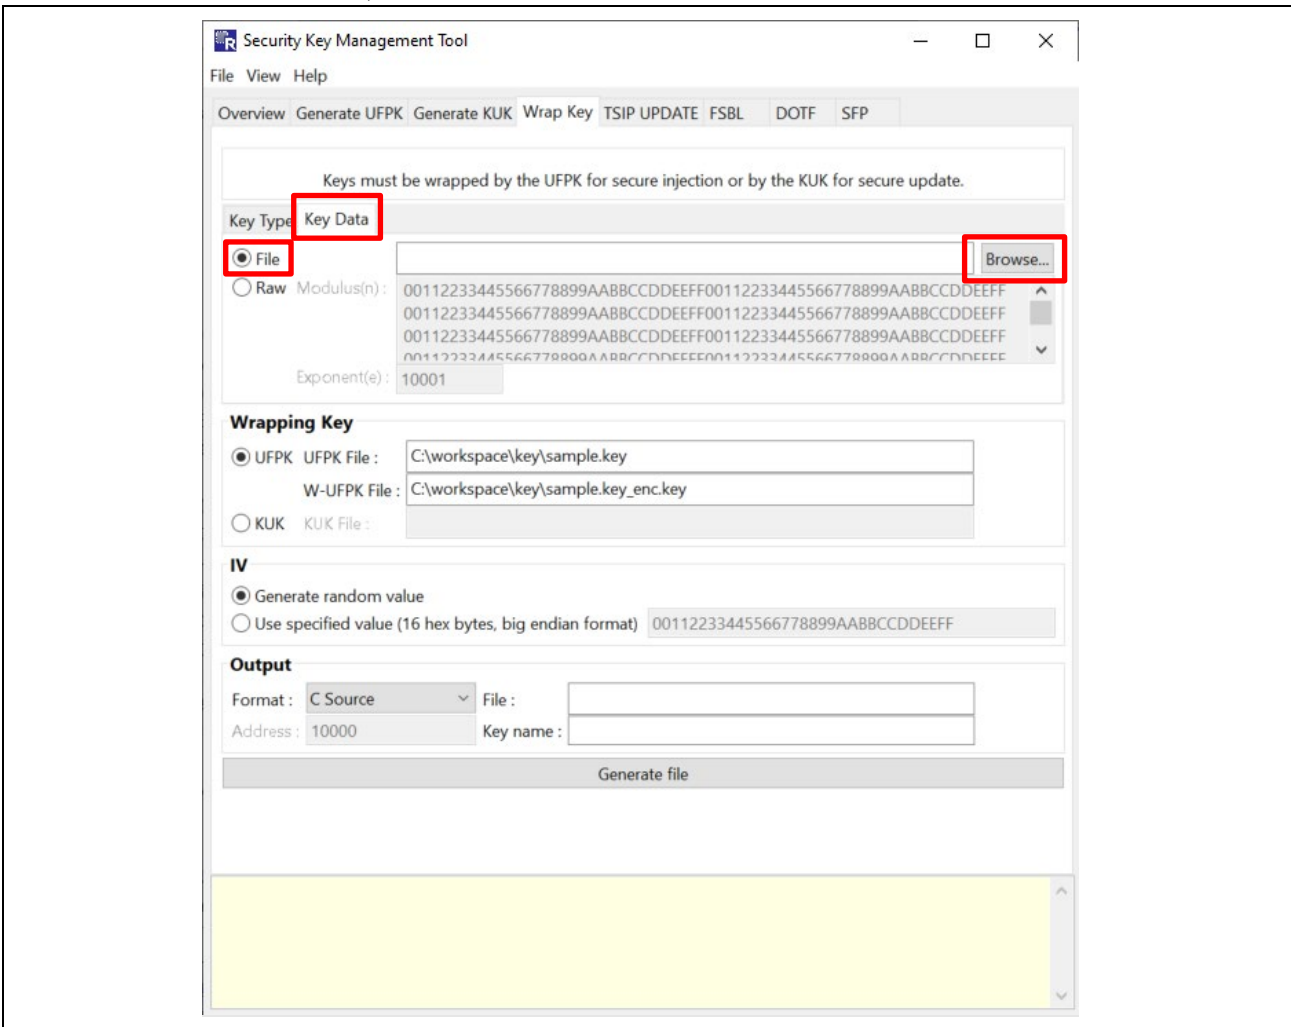 Security Key Management Tool
File View Help
Overview Generate UFPK Generate KUK Wrap Key TSIP UPDATE FSBL DOTF SFP
Keys must be wrapped by the UFPK for secure injection or by the KUK for secure update.
Key Type Key Data
File Browse...
Raw Modulus(n) : 00112233445566778899AABBCCDDEEFF00112233445566778899AABBCCDDEEFF
00112233445566778899AABBCCDDEEFF00112233445566778899AABBCCDDEEFF
00112233445566778899AABBCCDDEEFF00112233445566778899AABBCCDDEEFF
00112233445566778899AABBCCDDEEFF00112233445566778899AABBCCDDEEFF
Exponent(e) : 10001
Wrapping Key
UFPK UFPK File : C:\workspace\key\sample.key
W-UFPK File : C:\workspace\key\sample.key_enc.key
KUK KUK File :
IV
Generate random value
Use specified value (16 hex bytes, big endian format) 00112233445566778899AABBCCDDEEFF
Output
Format : C Source File :
Address : 10000 Key name :
Generate file